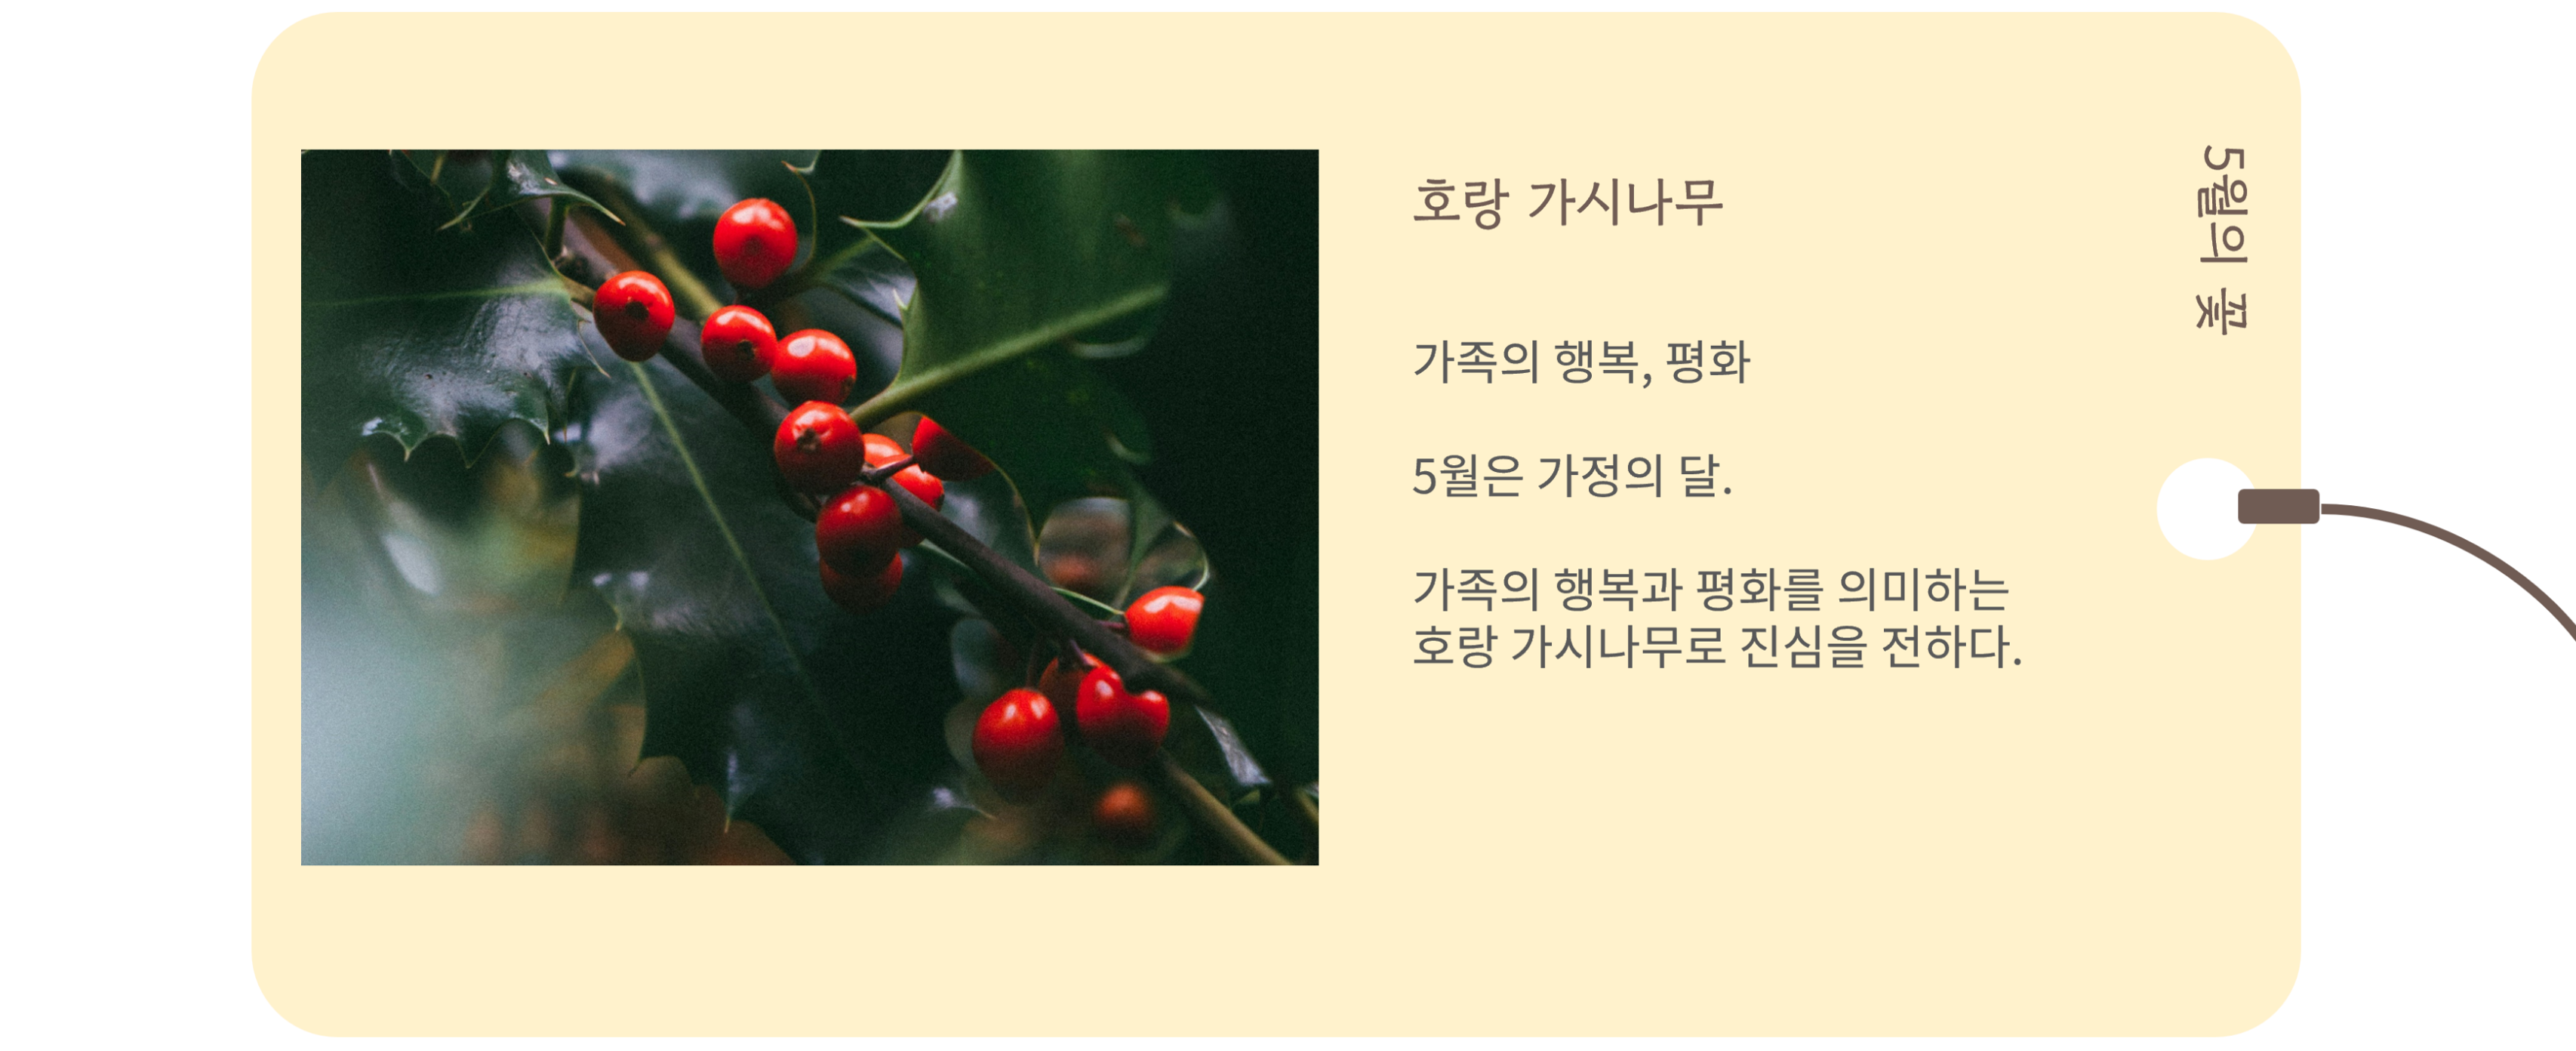 호랑 가시나무
가족의 행복, 평화
5월은 가정의 달.
가족의 행복과 평화를 의미하는
호랑 가시나무로 진심을 전하다.
5월의 꽃